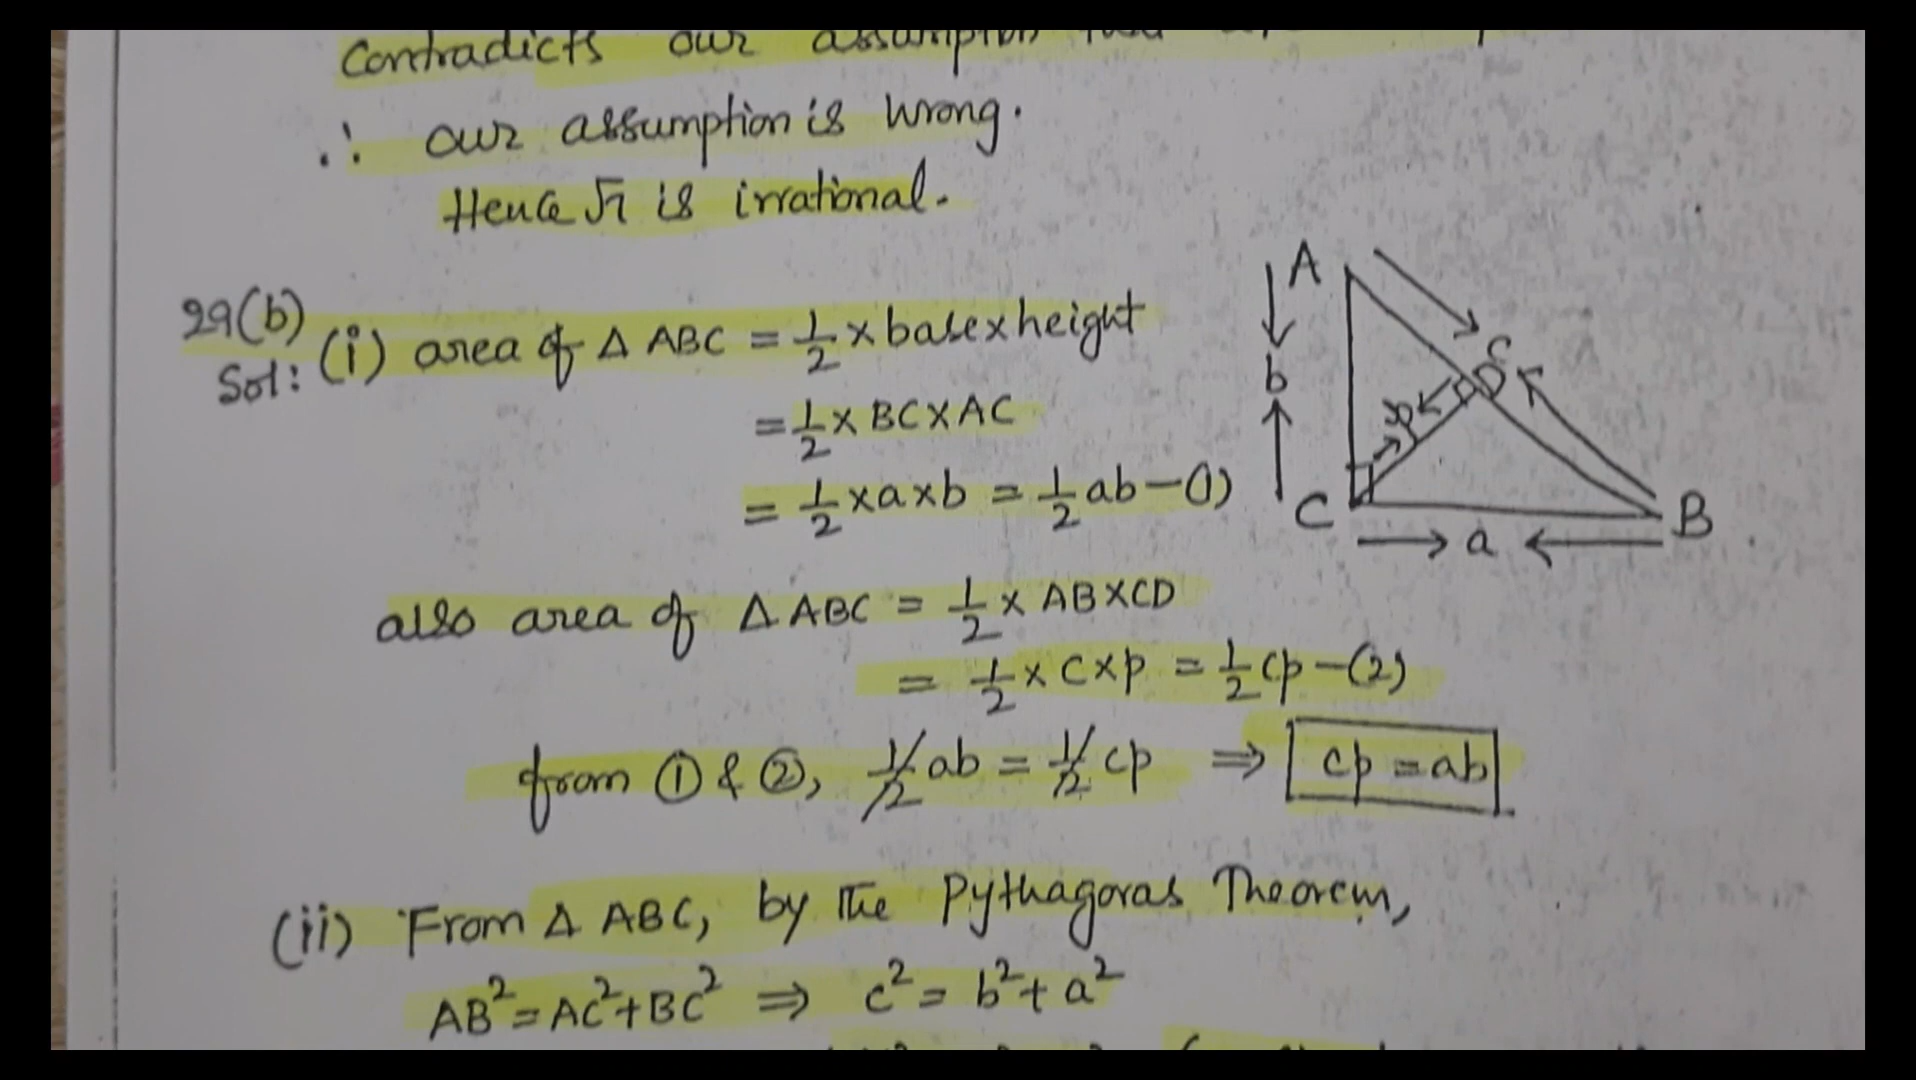 Contradicts our assumption
∴ our assumption is wrong.
Hence √7 is irrational.
29(b)
Sol: (i) area of Δ ABC = 1/2 × base × height
= 1/2 × BC × AC
= 1/2 × a × b = 1/2 ab — (1)
A
b
C
c
D
p
a
B
also area of Δ ABC = 1/2 × AB × CD
= 1/2 × c × p = 1/2 cp — (2)
from ① & ②, 1/2 ab = 1/2 cp ⇒ cp = ab
(ii) From Δ ABC, by the Pythagoras Theorem,
AB² = AC² + BC² ⇒ c² = b² + a²